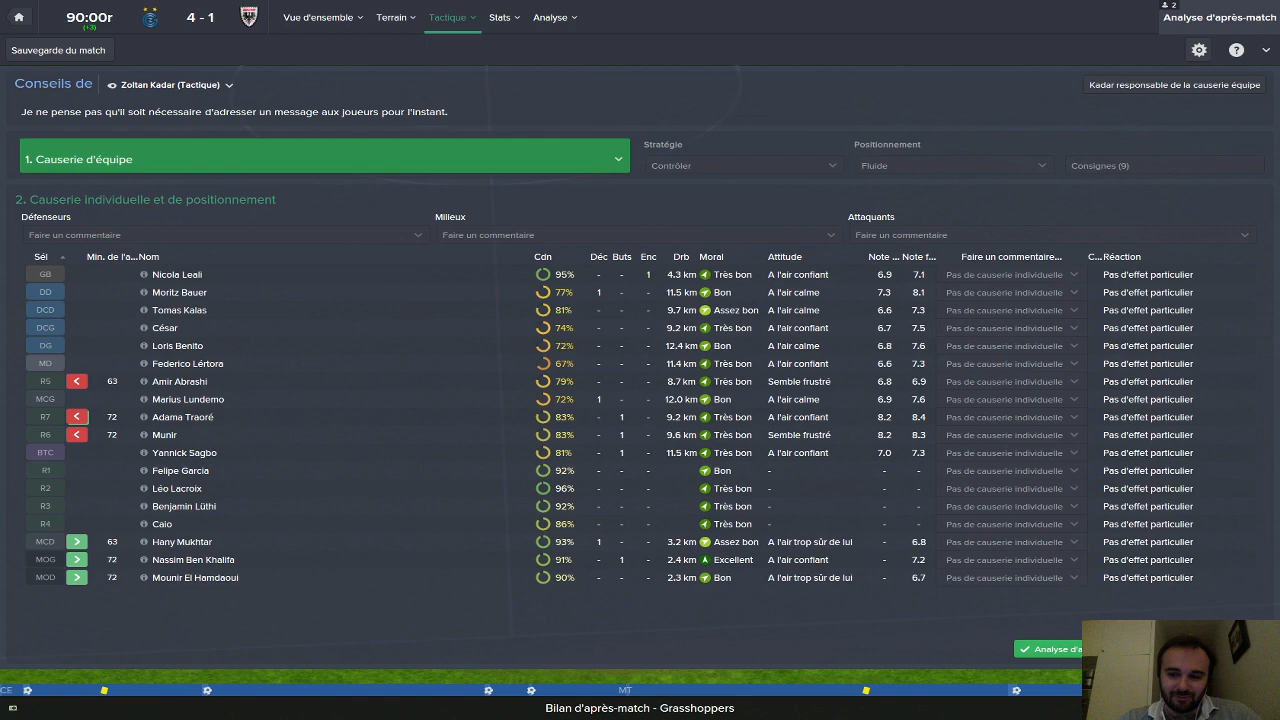 90:00r 4 - 1 Vue d'ensemble Terrain Tactique Stats Analyse 2
(+3) Analyse d'après-match
Sauvegarde du match
Conseils de Zoltan Kadar (Tactique) Kadar responsable de la causerie équipe
Je ne pense pas qu'il soit nécessaire d'adresser un message aux joueurs pour l'instant.
Stratégie Positionnement
1. Causerie d'équipe Contrôler Fluide Consignes (9)
2. Causerie individuelle et de positionnement
Défenseurs Milieux Attaquants
Faire un commentaire Faire un commentaire Faire un commentaire
Sél Min. de l'a... Nom Cdn Déc Buts Enc Drb Moral Attitude Note ... Note f... Faire un commentaire... C... Réaction
GB Nicola Leali 95% - - 1 4.3 km Très bon A l'air confiant 6.9 7.1 Pas de causerie individuelle Pas d'effet particulier
DD Moritz Bauer 77% 1 - - 11.5 km Bon A l'air calme 7.3 8.1 Pas de causerie individuelle Pas d'effet particulier
DCD Tomas Kalas 81% - - - 9.7 km Assez bon A l'air calme 6.6 7.3 Pas de causerie individuelle Pas d'effet particulier
DCG César 74% - - - 9.2 km Très bon A l'air confiant 6.7 7.5 Pas de causerie individuelle Pas d'effet particulier
DG Loris Benito 72% - - - 12.4 km Bon A l'air calme 6.8 7.6 Pas de causerie individuelle Pas d'effet particulier
MD Federico Lértora 67% - - - 11.4 km Très bon A l'air confiant 6.6 7.3 Pas de causerie individuelle Pas d'effet particulier
R5 63 Amir Abrashi 79% - - - 8.7 km Très bon Semble frustré 6.8 6.9 Pas de causerie individuelle Pas d'effet particulier
MCG Marius Lundemo 72% 1 - - 12.0 km Bon A l'air calme 6.9 7.6 Pas de causerie individuelle Pas d'effet particulier
R7 72 Adama Traoré 83% - 1 - 9.2 km Très bon A l'air confiant 8.2 8.4 Pas de causerie individuelle Pas d'effet particulier
R6 72 Munir 83% - 1 - 9.6 km Très bon Semble frustré 8.2 8.3 Pas de causerie individuelle Pas d'effet particulier
BTC Yannick Sagbo 81% - 1 - 11.5 km Très bon A l'air confiant 7.0 7.3 Pas de causerie individuelle Pas d'effet particulier
R1 Felipe Garcia 92% Bon - - - Pas de causerie individuelle Pas d'effet particulier
R2 Léo Lacroix 96% Très bon - - - Pas de causerie individuelle Pas d'effet particulier
R3 Benjamin Lüthi 92% Très bon - - - Pas de causerie individuelle Pas d'effet particulier
R4 Caio 86% Très bon - - - Pas de causerie individuelle Pas d'effet particulier
MCD 63 Hany Mukhtar 93% 1 - - 3.2 km Assez bon A l'air trop sûr de lui - 6.8 Pas de causerie individuelle Pas d'effet particulier
MOG 72 Nassim Ben Khalifa 91% - 1 - 2.4 km Excellent A l'air confiant - 7.2 Pas de causerie individuelle Pas d'effet particulier
MOD 72 Mounir El Hamdaoui 90% - - - 2.3 km Bon A l'air trop sûr de lui - 6.7 Pas de causerie individuelle Pas d'effet particulier
Analyse d'a
CE MT
Bilan d'après-match - Grasshoppers